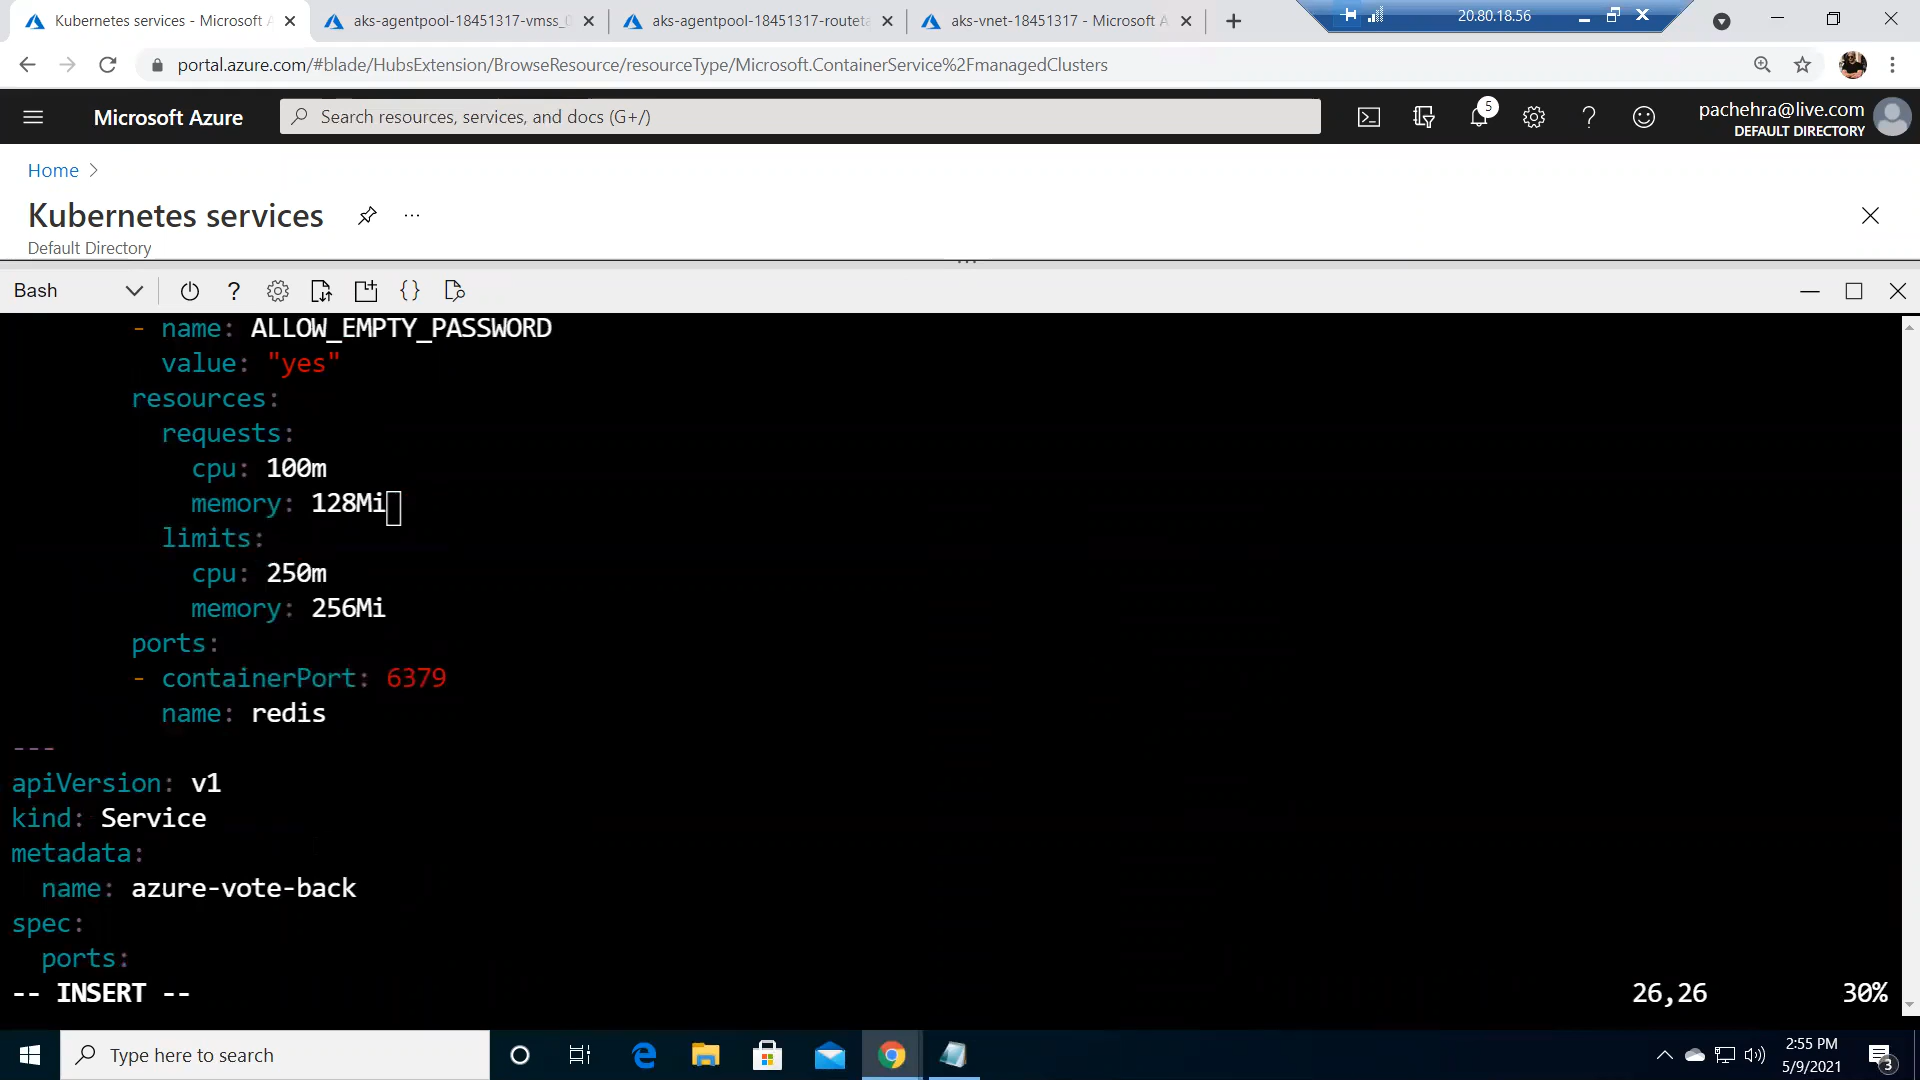 Kubernetes services - Microsoft A
aks-agentpool-18451317-vmss_0
aks-agentpool-18451317-routeta
aks-vnet-18451317 - Microsoft A
20.80.18.56
portal.azure.com/#blade/HubsExtension/BrowseResource/resourceType/Microsoft.ContainerService%2FmanagedClusters
Microsoft Azure
Search resources, services, and docs (G+/)
5
pachehra@live.com
DEFAULT DIRECTORY
Home
Kubernetes services
Default Directory
Bash
- name: ALLOW_EMPTY_PASSWORD
value: "yes"
resources:
requests:
cpu: 100m
memory: 128Mi
limits:
cpu: 250m
memory: 256Mi
ports:
- containerPort: 6379
name: redis
---
apiVersion: v1
kind: Service
metadata:
name: azure-vote-back
spec:
ports:
-- INSERT --
26,26
30%
Type here to search
2:55 PM
5/9/2021
3